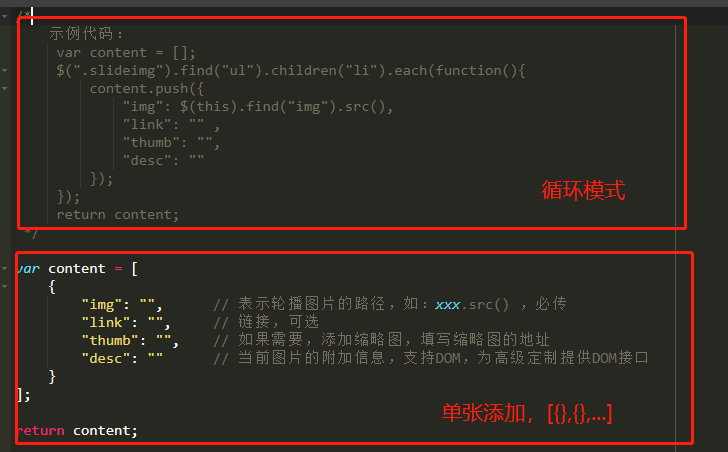 /*
示例代码：
var content = [];
$(".slideimg").find("ul").children("li").each(function(){
content.push({
"img": $(this).find("img").src(),
"link": "" ,
"thumb": "",
"desc": ""
});
});
return content;
*/
循环模式
var content = [
{
"img": "", // 表示轮播图片的路径，如：xxx.src() ，必传
"link": "", // 链接，可选
"thumb": "", // 如果需要，添加缩略图，填写缩略图的地址
"desc": "" // 当前图片的附加信息，支持DOM，为高级定制提供DOM接口
}
];
return content;
单张添加，[{},{},...]